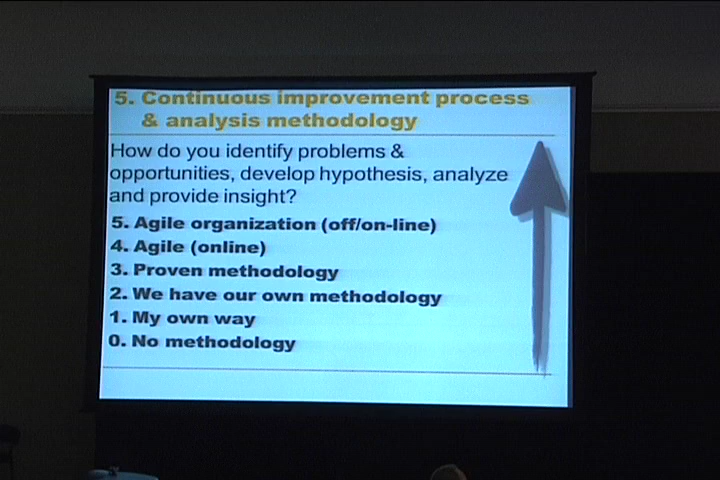 5. Continuous improvement process
& analysis methodology
How do you identify problems &
opportunities, develop hypothesis, analyze
and provide insight?
5. Agile organization (off/on-line)
4. Agile (online)
3. Proven methodology
2. We have our own methodology
1. My own way
0. No methodology